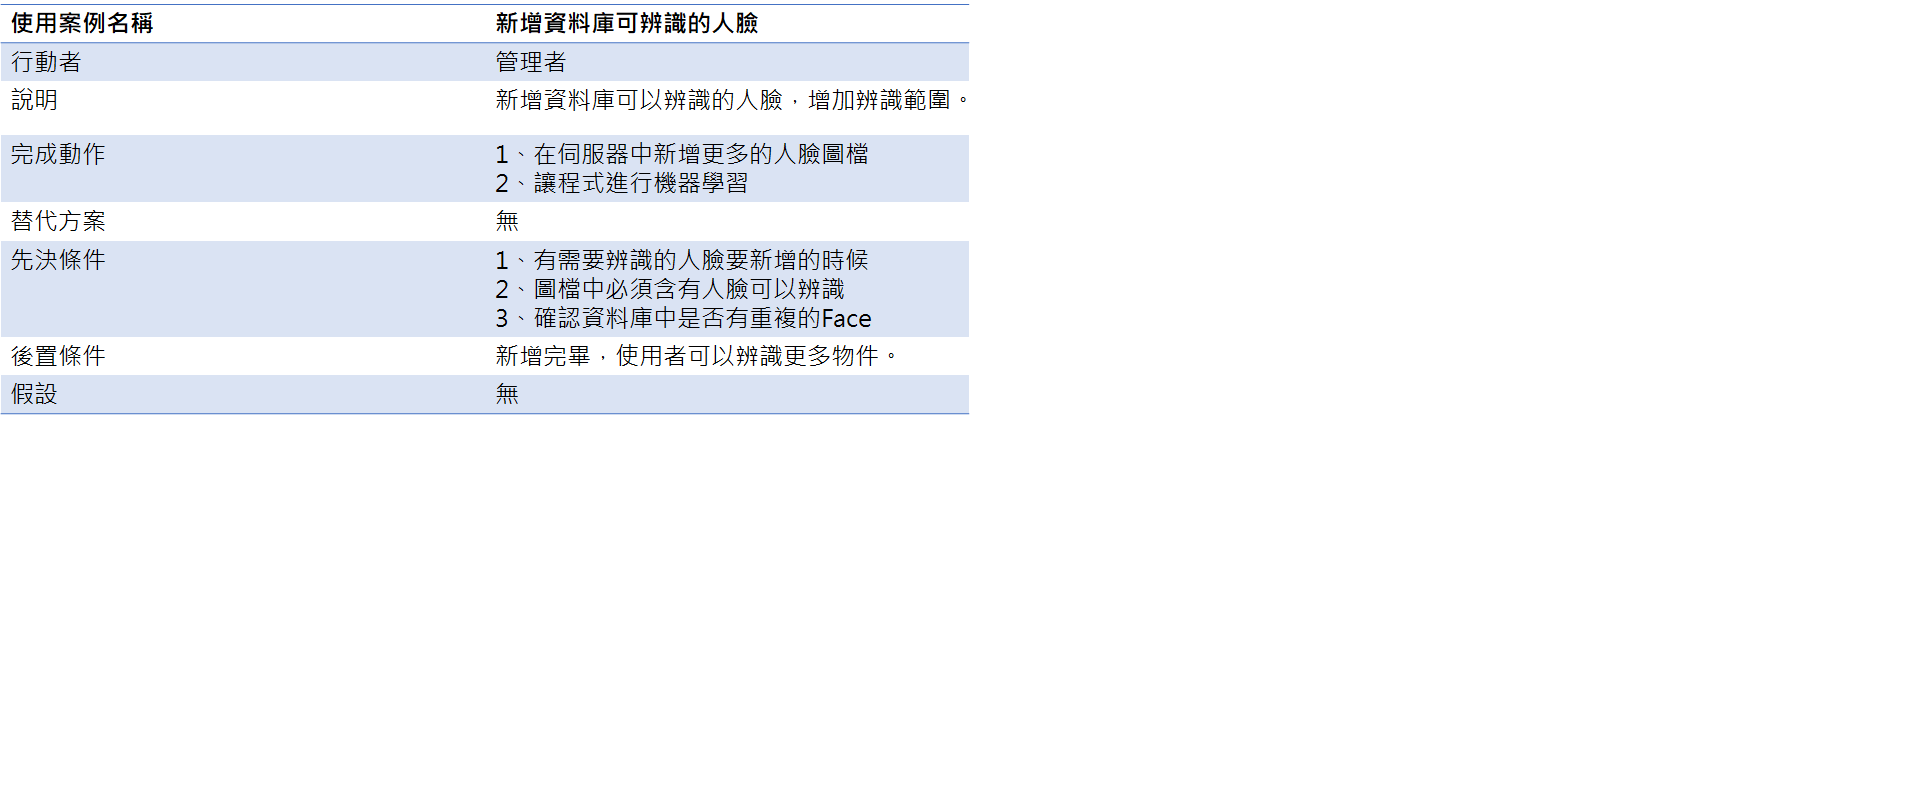 使用案例名稱 新增資料庫可辨識的人臉
行動者 管理者
說明 新增資料庫可以辨識的人臉，增加辨識範圍。
完成動作 1、在伺服器中新增更多的人臉圖檔
2、讓程式進行機器學習
替代方案 無
先決條件 1、有需要辨識的人臉要新增的時候
2、圖檔中必須含有人臉可以辨識
3、確認資料庫中是否有重複的Face
後置條件 新增完畢，使用者可以辨識更多物件。
假設 無